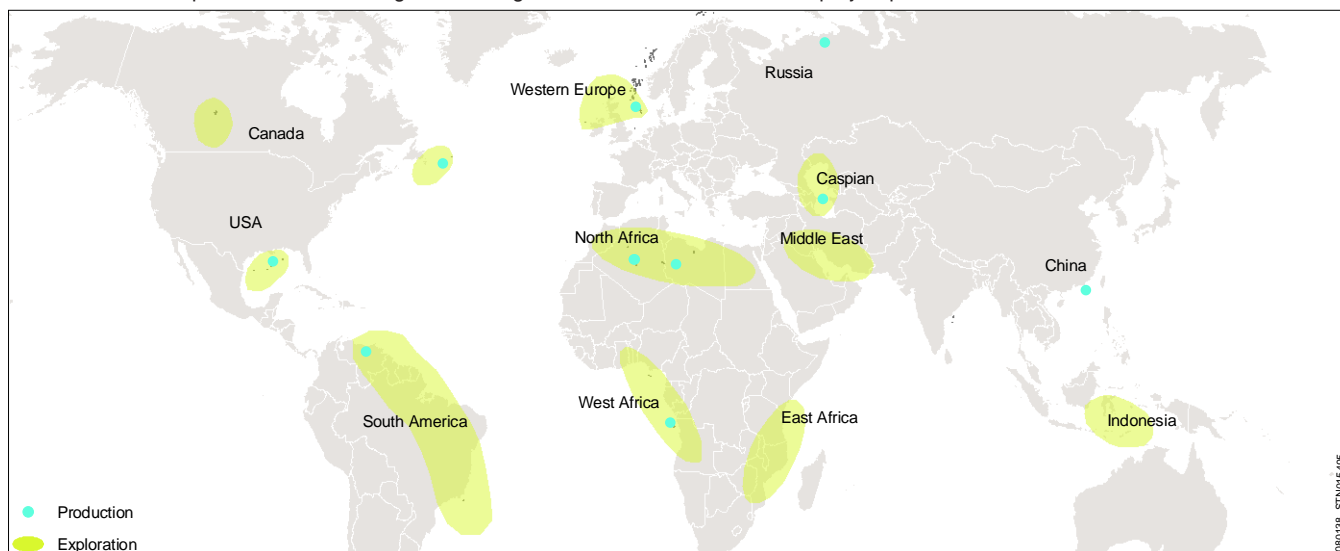 Russia
Western Europe
Canada
Caspian
USA
North Africa
Middle East
China
West Africa
East Africa
South America
Indonesia
Production
Exploration